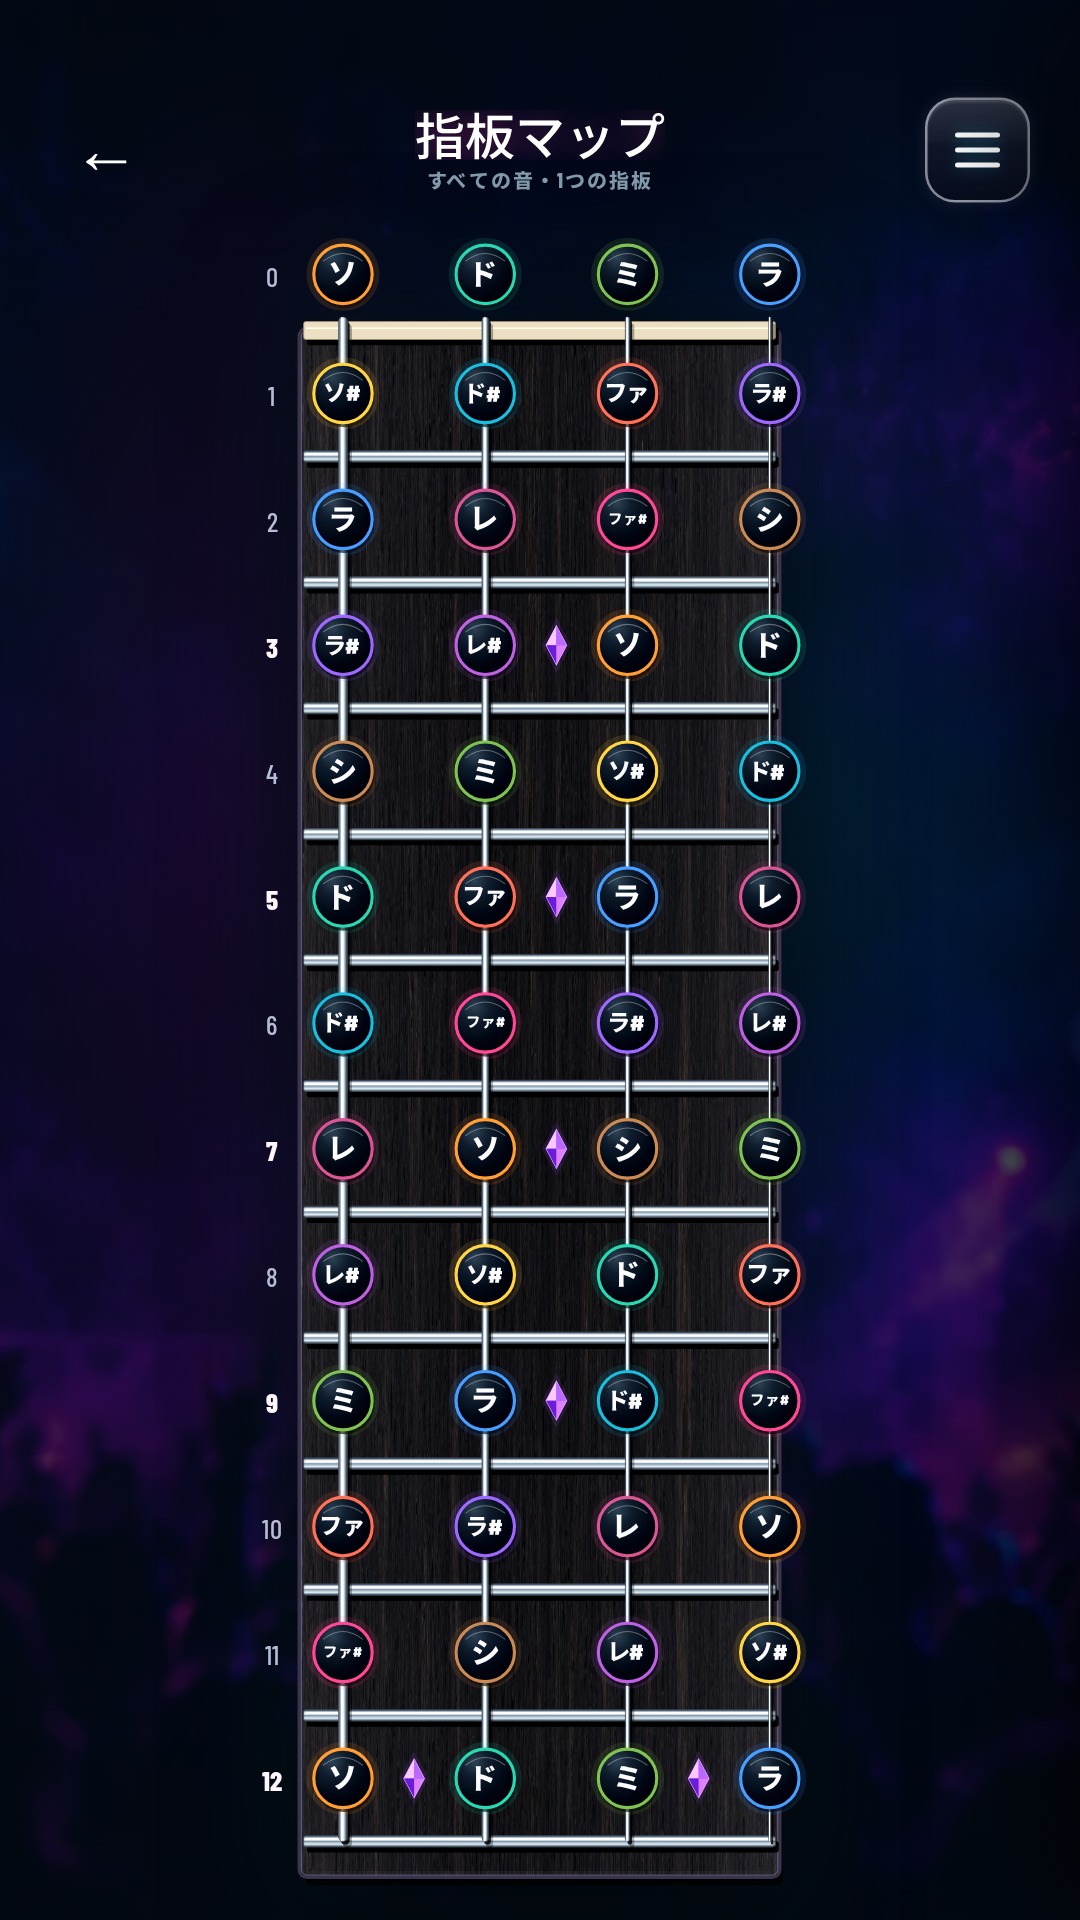 ←
指板マップ
すべての音・1つの指板
0 ソ ド ミ ラ
1 ソ# ド# ファ ラ#
2 ラ レ ファ# シ
3 ラ# レ# ソ ド
4 シ ミ ソ# ド#
5 ド ファ ラ レ
6 ド# ファ# ラ# レ#
7 レ ソ シ ミ
8 レ# ソ# ド ファ
9 ミ ラ ド# ファ#
10 ファ ラ# レ ソ
11 ファ# シ レ# ソ#
12 ソ ド ミ ラ